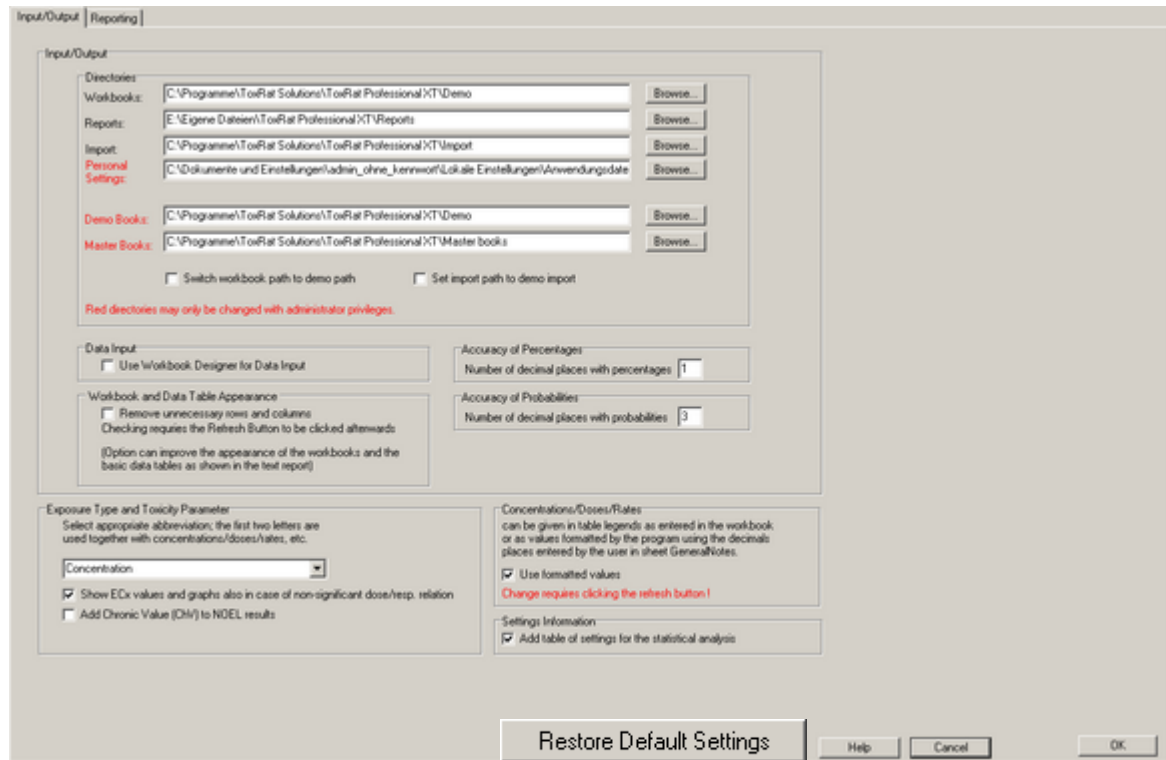 Input/Output Reporting
Input/Output
Directories
Workbooks: C:\Programme\ToxRat Solutions\ToxRat Professional XT\Demo Browse...
Reports: E:\Eigene Dateien\ToxRat Professional XT\Reports Browse...
Import: C:\Programme\ToxRat Solutions\ToxRat Professional XT\Import Browse...
Personal Settings: C:\Dokumente und Einstellungen\admin_ohne_kennwort\Lokale Einstellungen\Anwendungsdate Browse...
Demo Books: C:\Programme\ToxRat Solutions\ToxRat Professional XT\Demo Browse...
Master Books: C:\Programme\ToxRat Solutions\ToxRat Professional XT\Master books Browse...
Switch workbook path to demo path Set import path to demo import
Red directories may only be changed with administrator privileges.
Data Input
Use Workbook Designer for Data Input
Accuracy of Percentages
Number of decimal places with percentages 1
Workbook and Data Table Appearance
Remove unnecessary rows and columns
Checking requries the Refresh Button to be clicked afterwards
(Option can improve the appearance of the workbooks and the
basic data tables as shown in the text report)
Accuracy of Probabilities
Number of decimal places with probabilities 3
Exposure Type and Toxicity Parameter
Select appropriate abbreviation; the first two letters are
used together with concentrations/doses/rates, etc.
Concentration
Show ECx values and graphs also in case of non-significant dose/resp. relation
Add Chronic Value (ChV) to NOEL results
Concentrations/Doses/Rates
can be given in table legends as entered in the workbook
or as values formatted by the program using the decimals
places entered by the user in sheet GeneralNotes.
Use formatted values
Change requires clicking the refresh button !
Settings Information
Add table of settings for the statistical analysis
Restore Default Settings Help Cancel OK